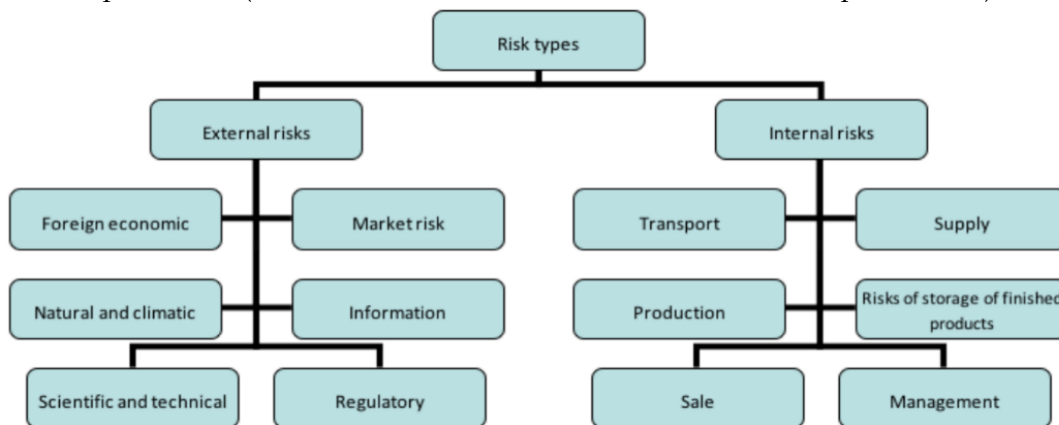 Risk types
External risks
Internal risks
Foreign economic
Market risk
Transport
Supply
Natural and climatic
Information
Production
Risks of storage of finished
products
Scientific and technical
Regulatory
Sale
Management